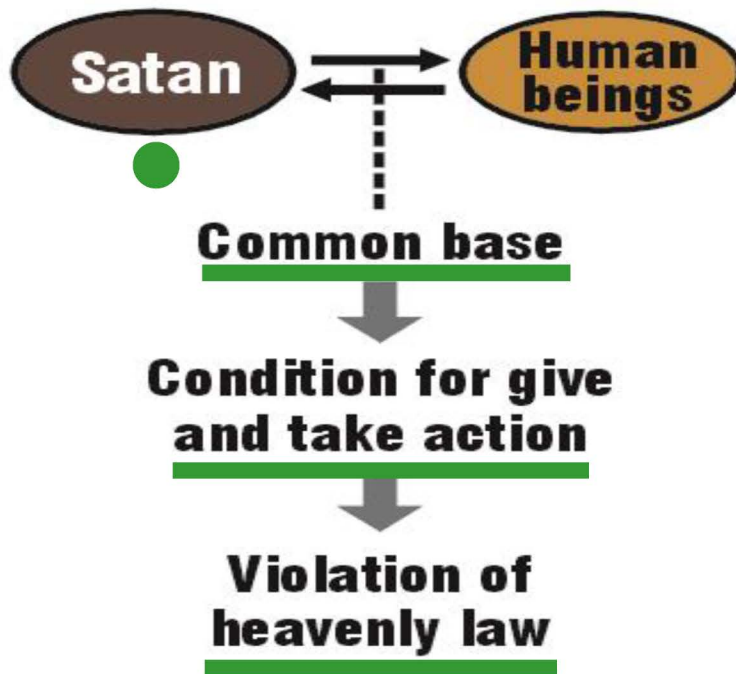 Satan
Human
beings
Common base
Condition for give
and take action
Violation of
heavenly law